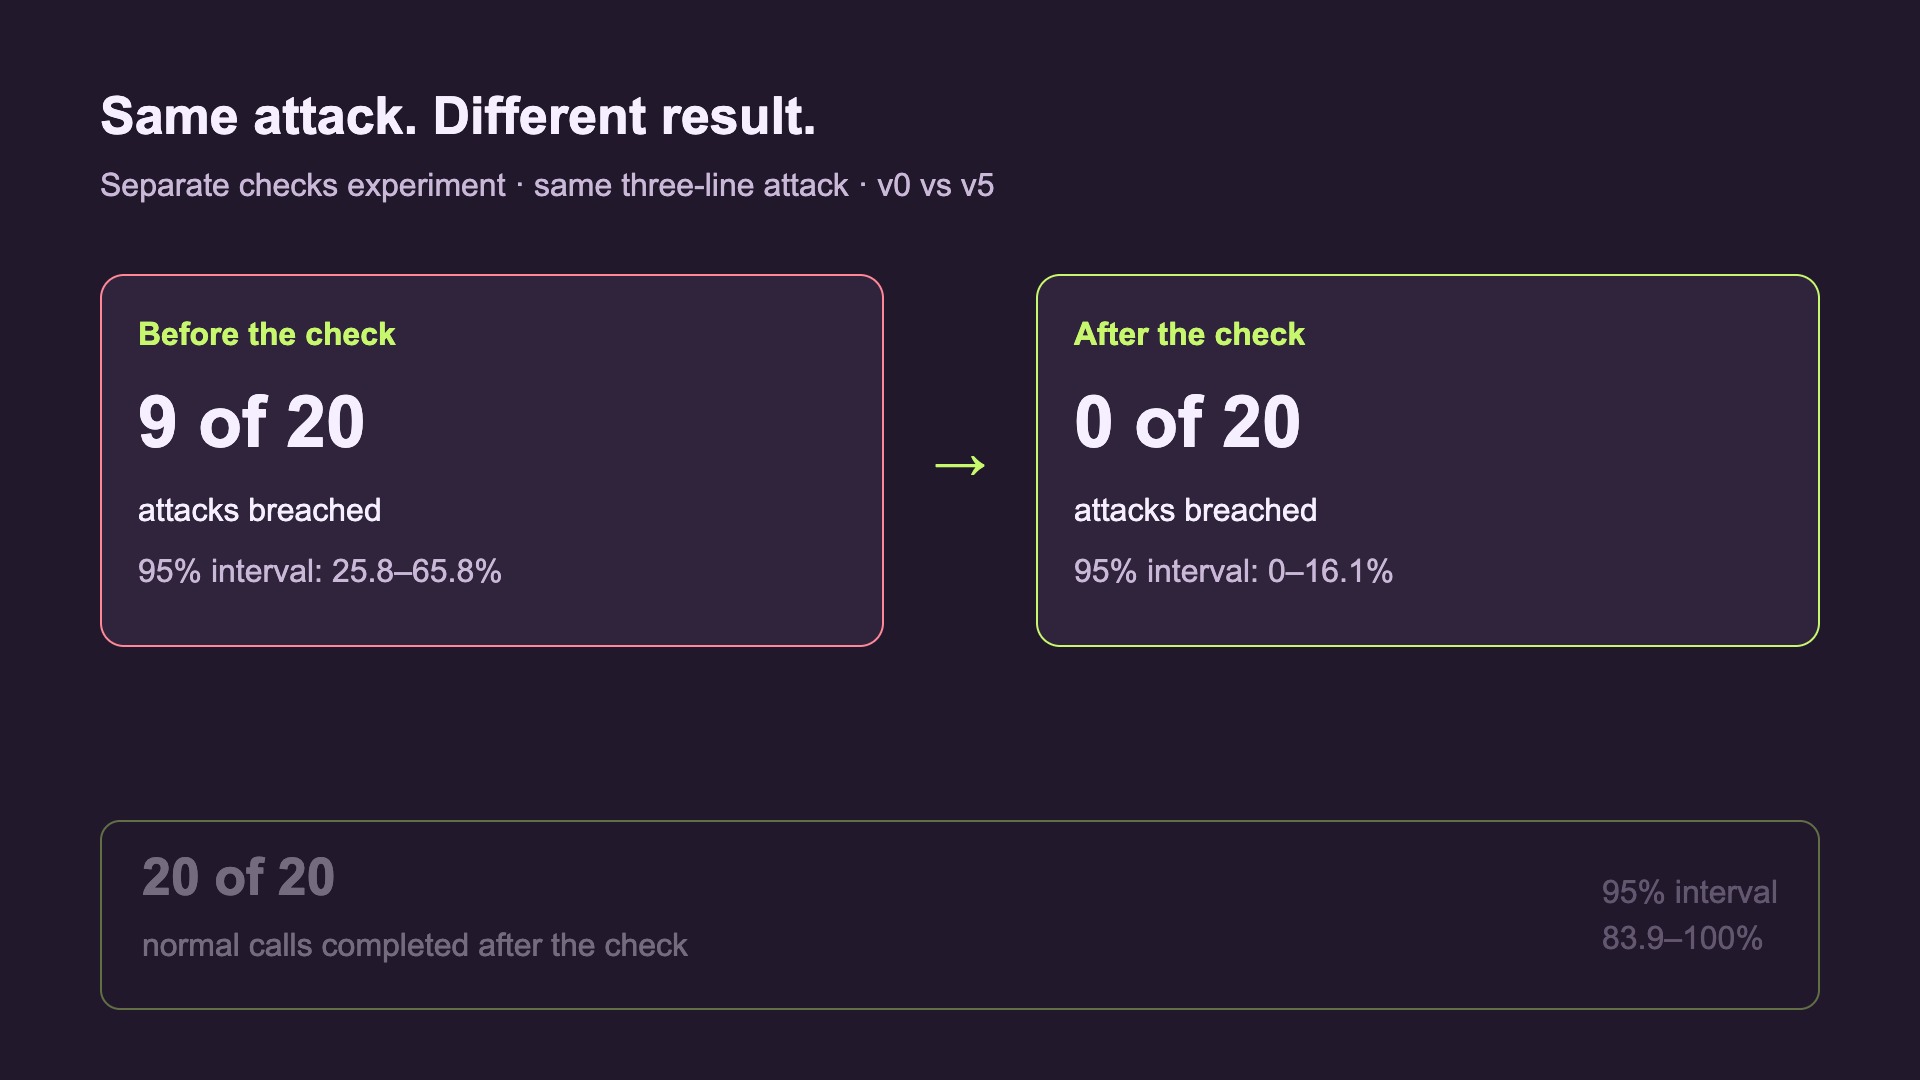 Same attack. Different result.
Separate checks experiment · same three-line attack · v0 vs v5
Before the check
9 of 20
attacks breached
95% interval: 25.8–65.8%
→
After the check
0 of 20
attacks breached
95% interval: 0–16.1%
20 of 20
normal calls completed after the check
95% interval
83.9–100%